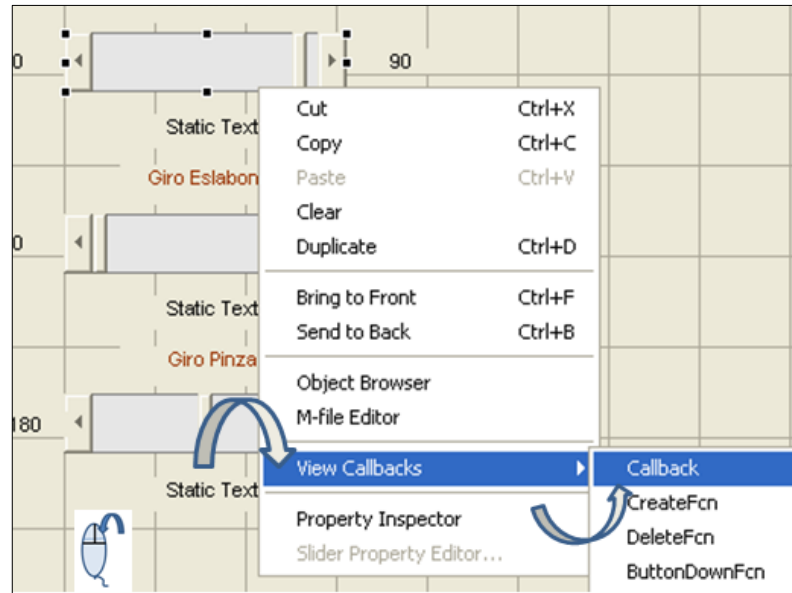 0
90
Static Text
Giro Eslabon
0
Static Text
Giro Pinza
180
Static Text
Cut Ctrl+X
Copy Ctrl+C
Paste Ctrl+V
Clear
Duplicate Ctrl+D
Bring to Front Ctrl+F
Send to Back Ctrl+B
Object Browser
M-file Editor
View Callbacks
Property Inspector
Slider Property Editor...
Callback
CreateFcn
DeleteFcn
ButtonDownFcn